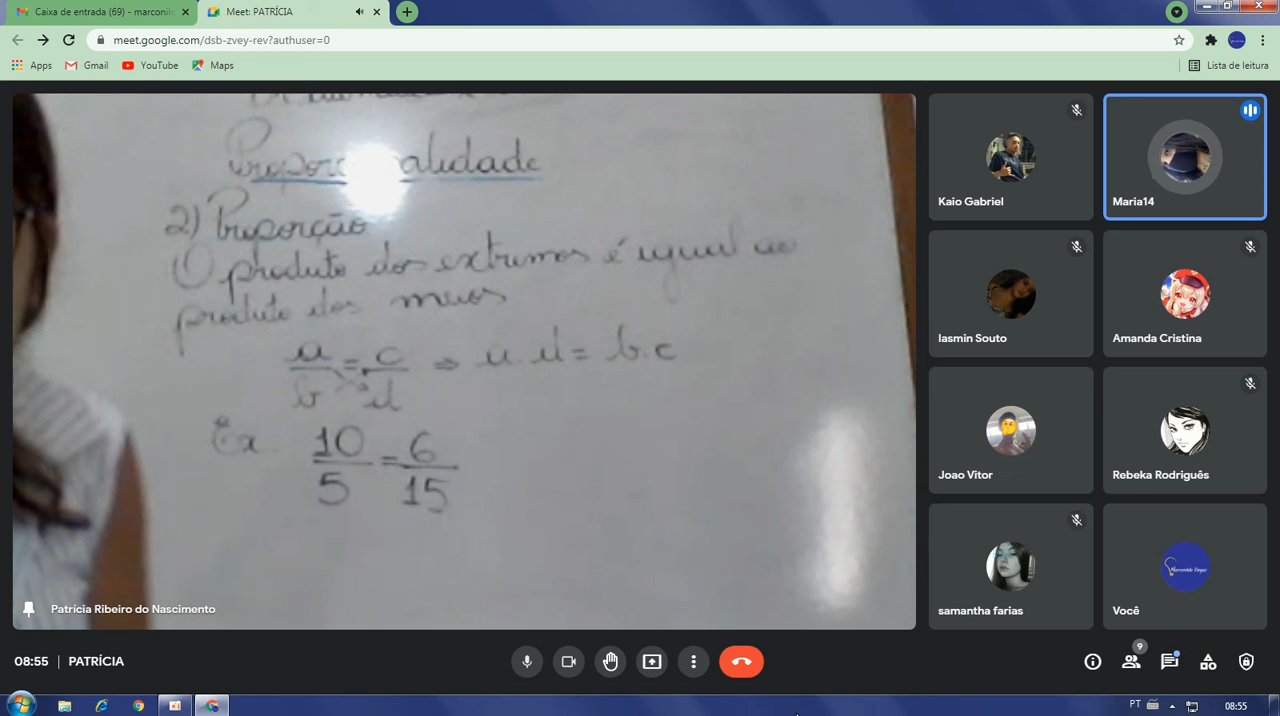 Caixa de entrada (69) - marconil
Meet: PATRÍCIA
meet.google.com/dsb-zvey-rev?authuser=0
Apps Gmail YouTube Maps
Lista de leitura
2) Proporção
O produto dos extremos é igual ao
produto dos meios
a/b = c/d ⇒ a.d = b.c
Ex. 10/5 = 6/15
Patrícia Ribeiro do Nascimento
Kaio Gabriel
Maria14
Iasmin Souto
Amanda Cristina
Joao Vitor
Rebeka Rodriguês
samantha farias
Você
08:55 | PATRÍCIA
9
PT
08:55